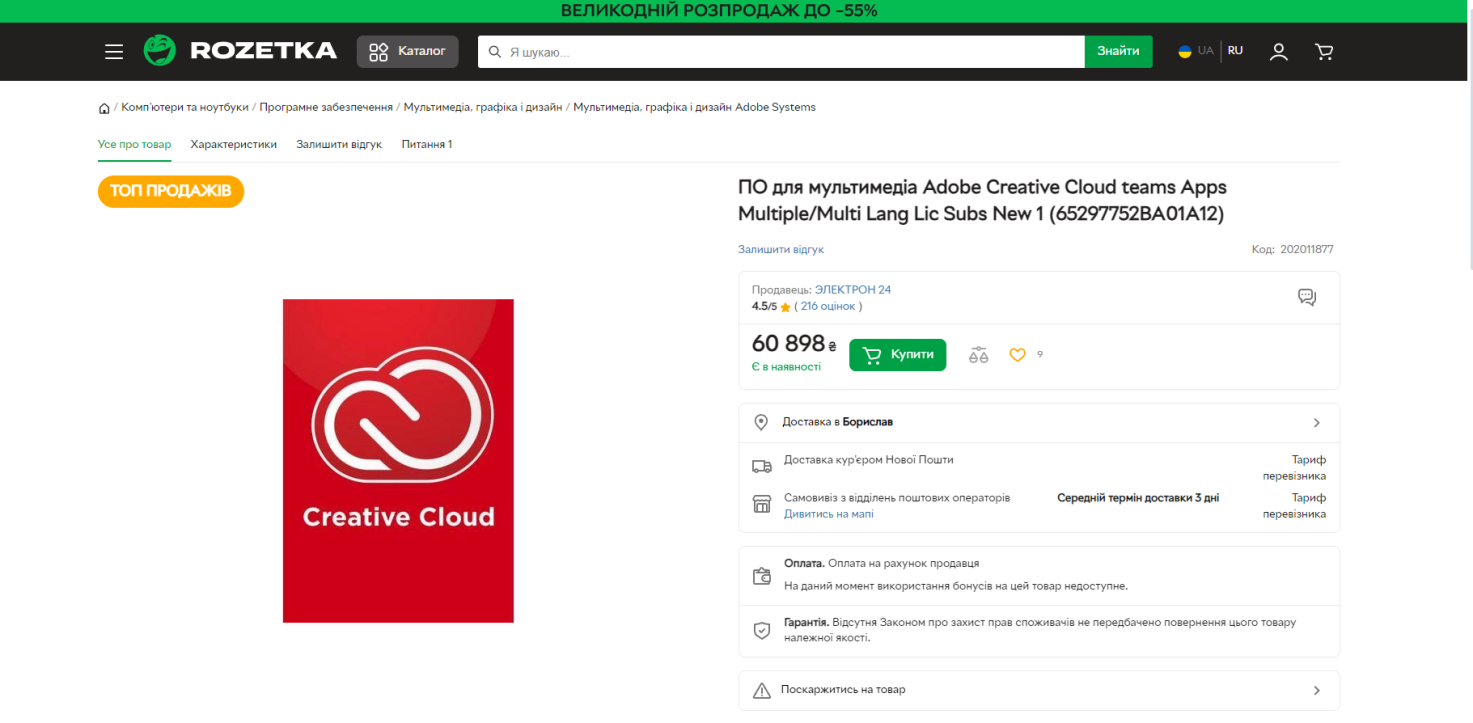 ВЕЛИКОДНІЙ РОЗПРОДАЖ ДО -55%
ROZETKA
Каталог
Я шукаю...
Знайти
UA
RU
/ Комп'ютери та ноутбуки / Програмне забезпечення / Мультимедіа, графіка і дизайн / Мультимедіа, графіка і дизайн Adobe Systems
Усе про товар
Характеристики
Залишити відгук
Питання 1
ТОП ПРОДАЖІВ
ПО для мультимедіа Adobe Creative Cloud teams Apps
Multiple/Multi Lang Lic Subs New 1 (65297752BA01A12)
Залишити відгук
Код: 202011877
Продавець: ЭЛЕКТРОН 24
4.5/5 ( 216 оцінок )
60 898 ₴
Купити
9
Є в наявності
Доставка в Борислав
Доставка кур'єром Нової Пошти
Тариф
перевізника
Самовивіз з відділень поштових операторів
Середній термін доставки 3 дні
Тариф
перевізника
Дивитись на мапі
Оплата. Оплата на рахунок продавця
На даний момент використання бонусів на цей товар недоступне.
Гарантія. Відсутня Законом про захист прав споживачів не передбачено повернення цього товару
належної якості.
Поскаржитись на товар
Creative Cloud